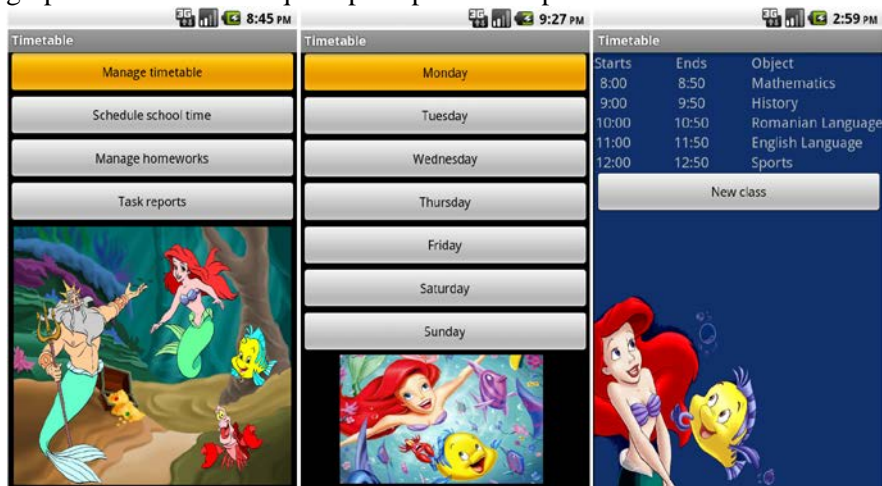 8:45 PM
Timetable
Manage timetable
Schedule school time
Manage homeworks
Task reports
9:27 PM
Timetable
Monday
Tuesday
Wednesday
Thursday
Friday
Saturday
Sunday
2:59 PM
Timetable
Starts Ends Object
8:00 8:50 Mathematics
9:00 9:50 History
10:00 10:50 Romanian Language
11:00 11:50 English Language
12:00 12:50 Sports
New class